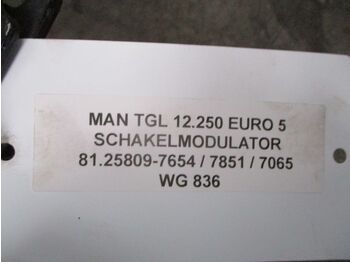 MAN TGL 12.250 EURO 5
SCHAKELMODULATOR
81.25809-7654 / 7851 / 7065
WG 836